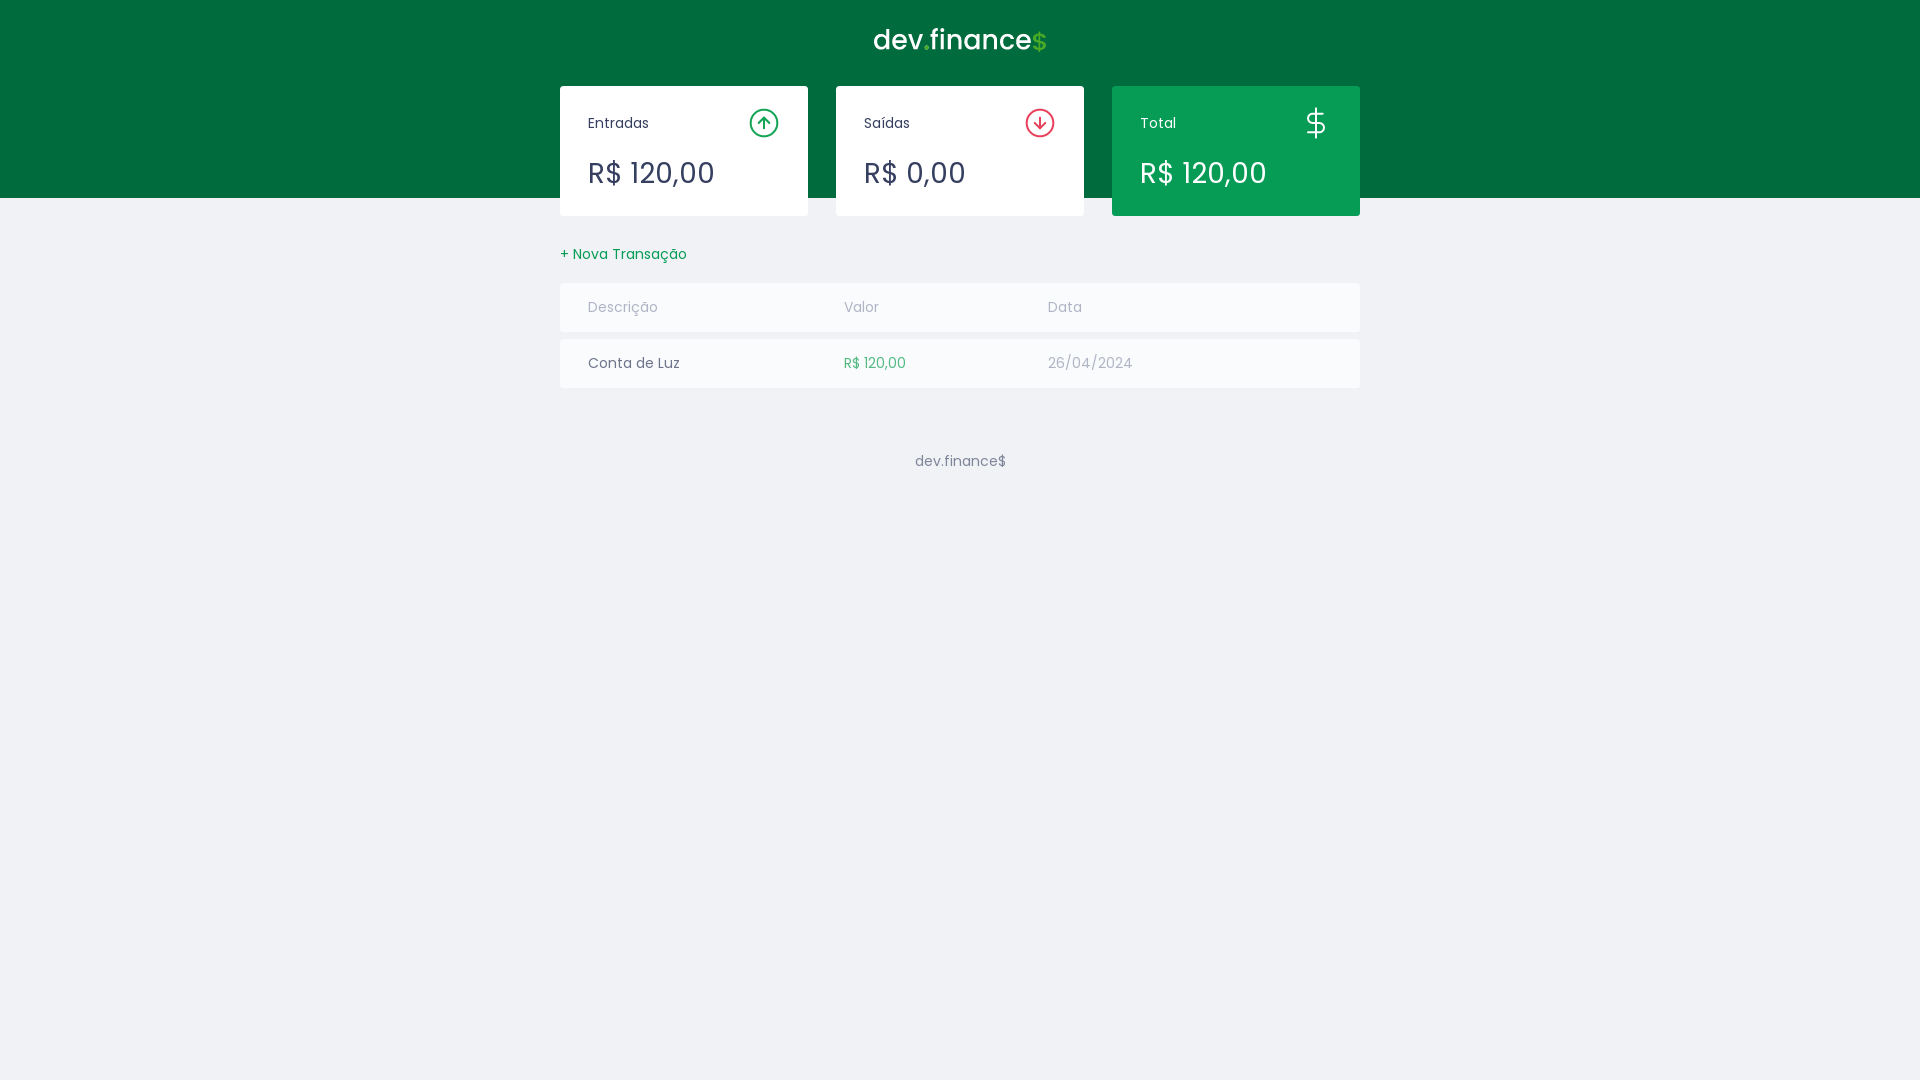 dev.finance$
Entradas
R$ 120,00
Saídas
R$ 0,00
Total
R$ 120,00
+ Nova Transação
Descrição Valor Data
Conta de Luz R$ 120,00 26/04/2024
dev.finance$